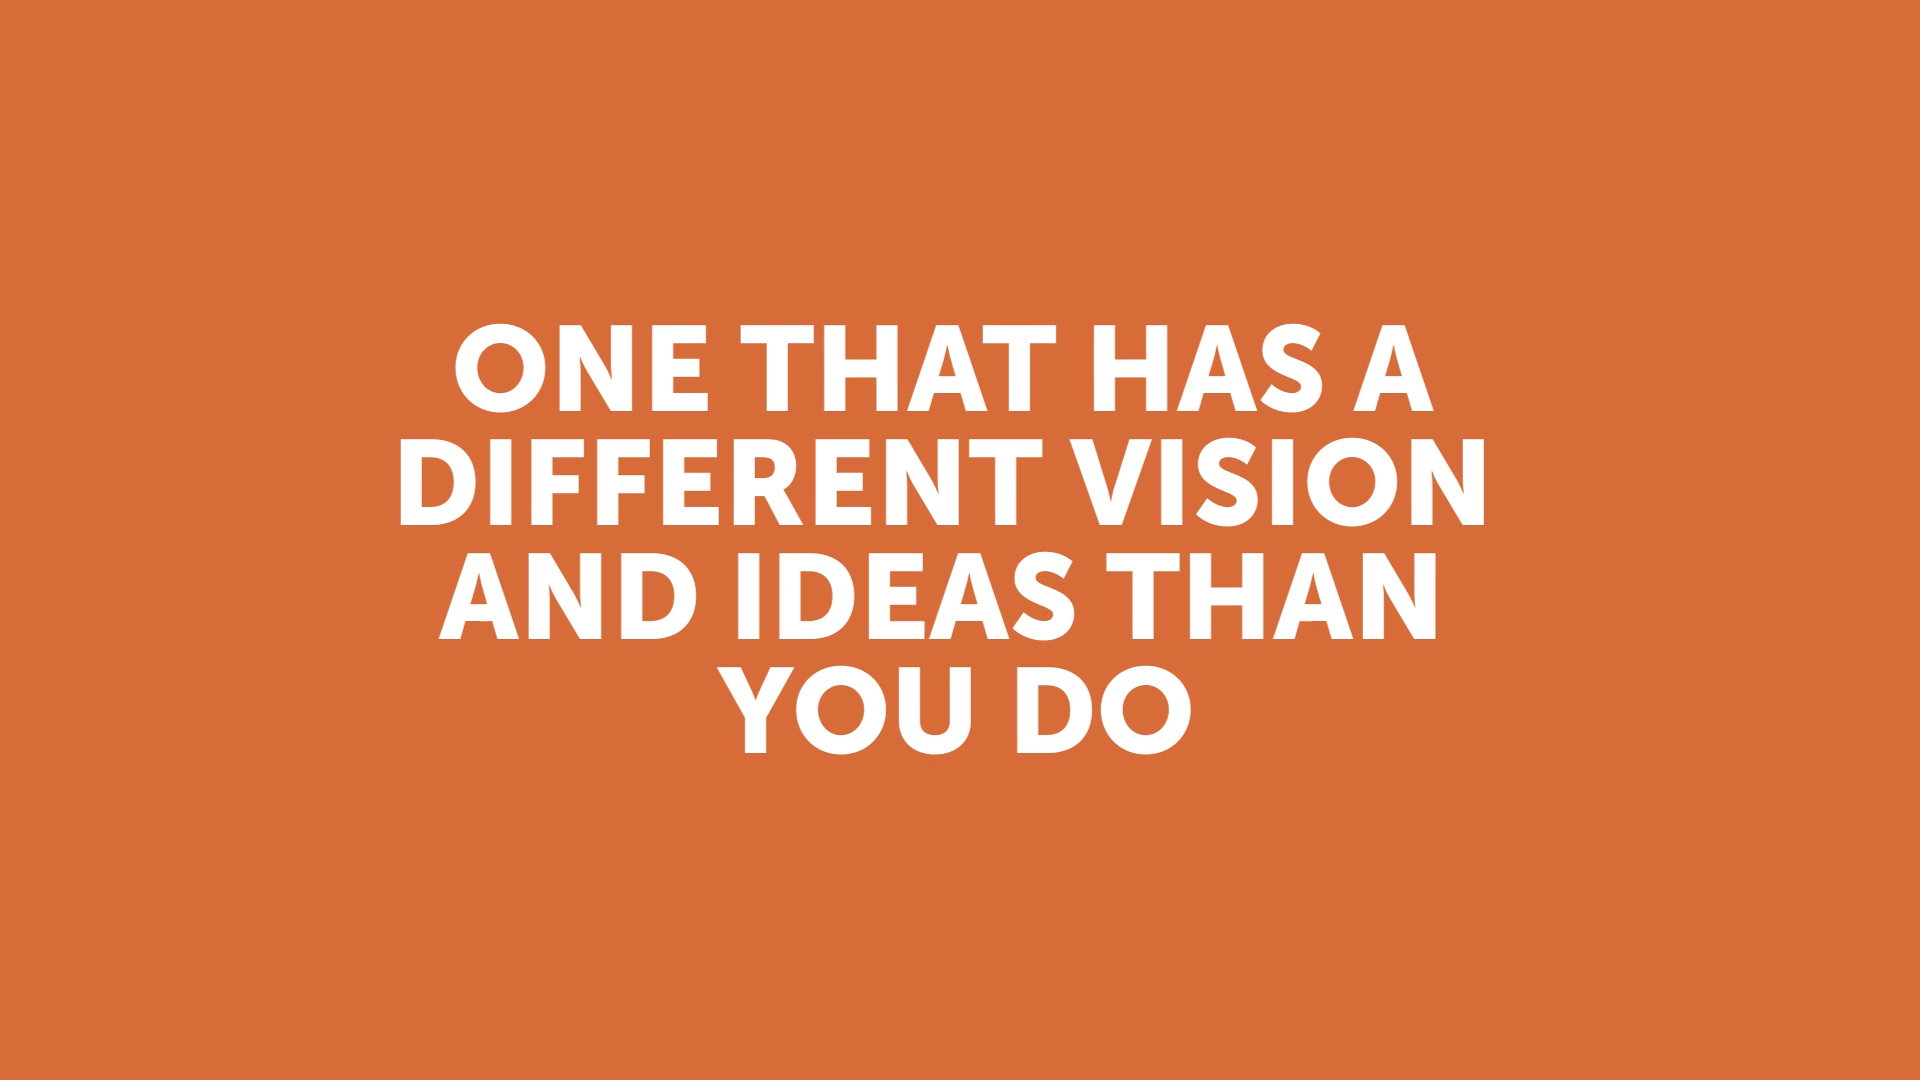 ONE THAT HAS A
DIFFERENT VISION
AND IDEAS THAN
YOU DO